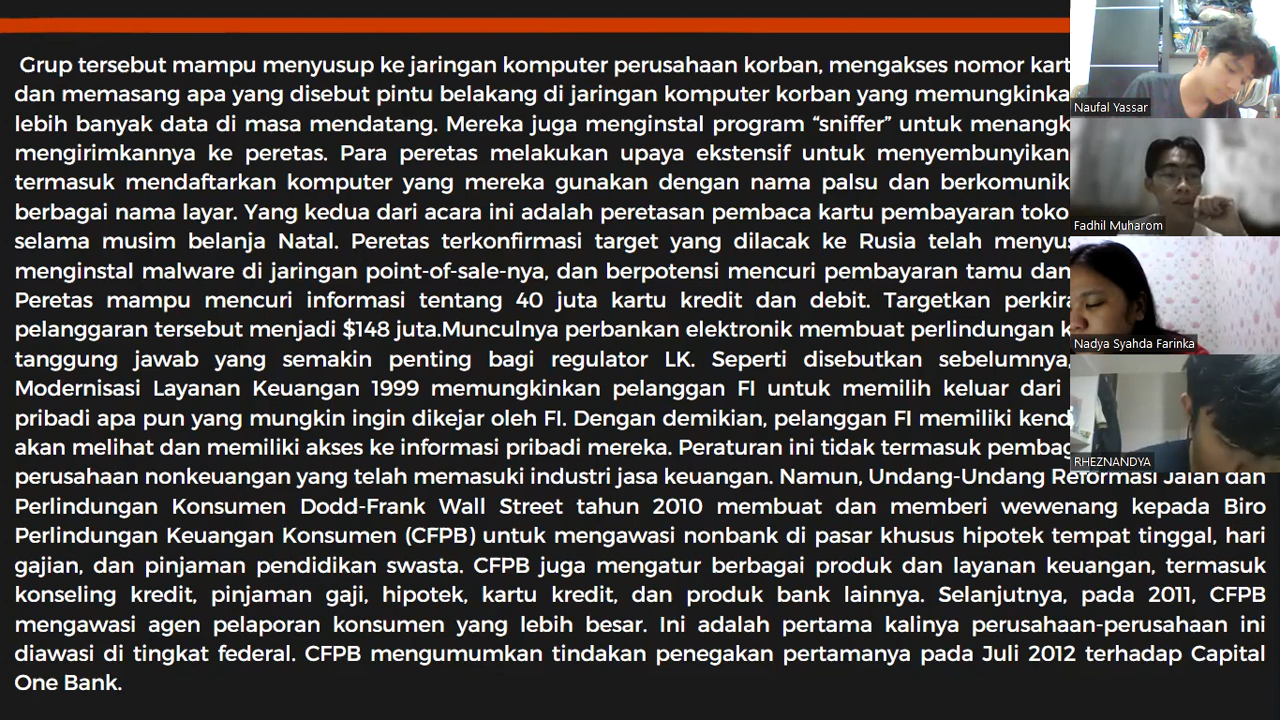 Grup tersebut mampu menyusup ke jaringan komputer perusahaan korban, mengakses nomor
dan memasang apa yang disebut pintu belakang di jaringan komputer korban yang
lebih banyak data di masa mendatang. Mereka juga menginstal program “sniffer” untuk
mengirimkannya ke peretas. Para peretas melakukan upaya ekstensif untuk menyembunyikan
termasuk mendaftarkan komputer yang mereka gunakan dengan nama palsu dan
berbagai nama layar. Yang kedua dari acara ini adalah peretasan pembaca kartu pembayaran toko
selama musim belanja Natal. Peretas terkonfirmasi target yang dilacak ke Rusia telah
menginstal malware di jaringan point-of-sale-nya, dan berpotensi mencuri pembayaran tamu dan
Peretas mampu mencuri informasi tentang 40 juta kartu kredit dan debit. Targetkan
pelanggaran tersebut menjadi $148 juta.Munculnya perbankan elektronik membuat perlindungan
tanggung jawab yang semakin penting bagi regulator LK. Seperti disebutkan sebelumnya,
Modernisasi Layanan Keuangan 1999 memungkinkan pelanggan FI untuk memilih keluar dari
pribadi apa pun yang mungkin ingin dikejar oleh FI. Dengan demikian, pelanggan FI memiliki
akan melihat dan memiliki akses ke informasi pribadi mereka. Peraturan ini tidak termasuk
perusahaan nonkeuangan yang telah memasuki industri jasa keuangan. Namun, Undang-Undang Reformasi Jalan dan
Perlindungan Konsumen Dodd-Frank Wall Street tahun 2010 membuat dan memberi wewenang kepada Biro
Perlindungan Keuangan Konsumen (CFPB) untuk mengawasi nonbank di pasar khusus hipotek tempat tinggal, hari
gajian, dan pinjaman pendidikan swasta. CFPB juga mengatur berbagai produk dan layanan keuangan, termasuk
konseling kredit, pinjaman gaji, hipotek, kartu kredit, dan produk bank lainnya. Selanjutnya, pada 2011, CFPB
mengawasi agen pelaporan konsumen yang lebih besar. Ini adalah pertama kalinya perusahaan-perusahaan ini
diawasi di tingkat federal. CFPB mengumumkan tindakan penegakan pertamanya pada Juli 2012 terhadap Capital
One Bank.
Naufal Yassar
Fadhil Muharom
Nadya Syahda Farinka
RHEZNANDYA